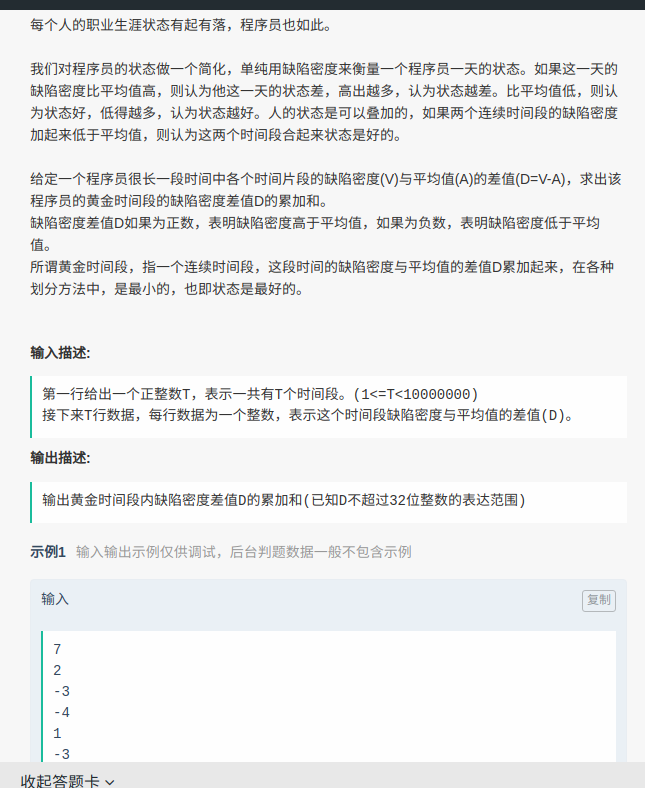 每个人的职业生涯状态有起有落，程序员也如此。
我们对程序员的状态做一个简化，单纯用缺陷密度来衡量一个程序员一天的状态。如果这一天的
缺陷密度比平均值高，则认为他这一天的状态差，高出越多，认为状态越差。比平均值低，则认
为状态好，低得越多，认为状态越好。人的状态是可以叠加的，如果两个连续时间段的缺陷密度
加起来低于平均值，则认为这两个时间段合起来状态是好的。
给定一个程序员很长一段时间中各个时间片段的缺陷密度(V)与平均值(A)的差值(D=V-A)，求出该
程序员的黄金时间段的缺陷密度差值D的累加和。
缺陷密度差值D如果为正数，表明缺陷密度高于平均值，如果为负数，表明缺陷密度低于平均
值。
所谓黄金时间段，指一个连续时间段，这段时间的缺陷密度与平均值的差值D累加起来，在各种
划分方法中，是最小的，也即状态是最好的。
输入描述:
第一行给出一个正整数T，表示一共有T个时间段。(1<=T<10000000)
接下来T行数据，每行数据为一个整数，表示这个时间段缺陷密度与平均值的差值(D)。
输出描述:
输出黄金时间段内缺陷密度差值D的累加和(已知D不超过32位整数的表达范围)
示例1 输入输出示例仅供调试，后台判题数据一般不包含示例
输入 复制
7
2
-3
-4
1
-3
收起答题卡